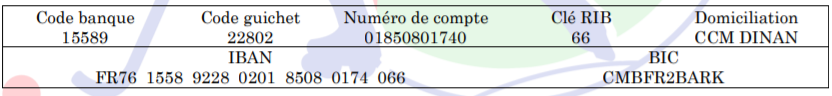 Code banque Code guichet Numéro de compte Clé RIB Domiciliation
15589 22802 01850801740 66 CCM DINAN
IBAN BIC
FR76 1558 9228 0201 8508 0174 066 CMBFR2BARK